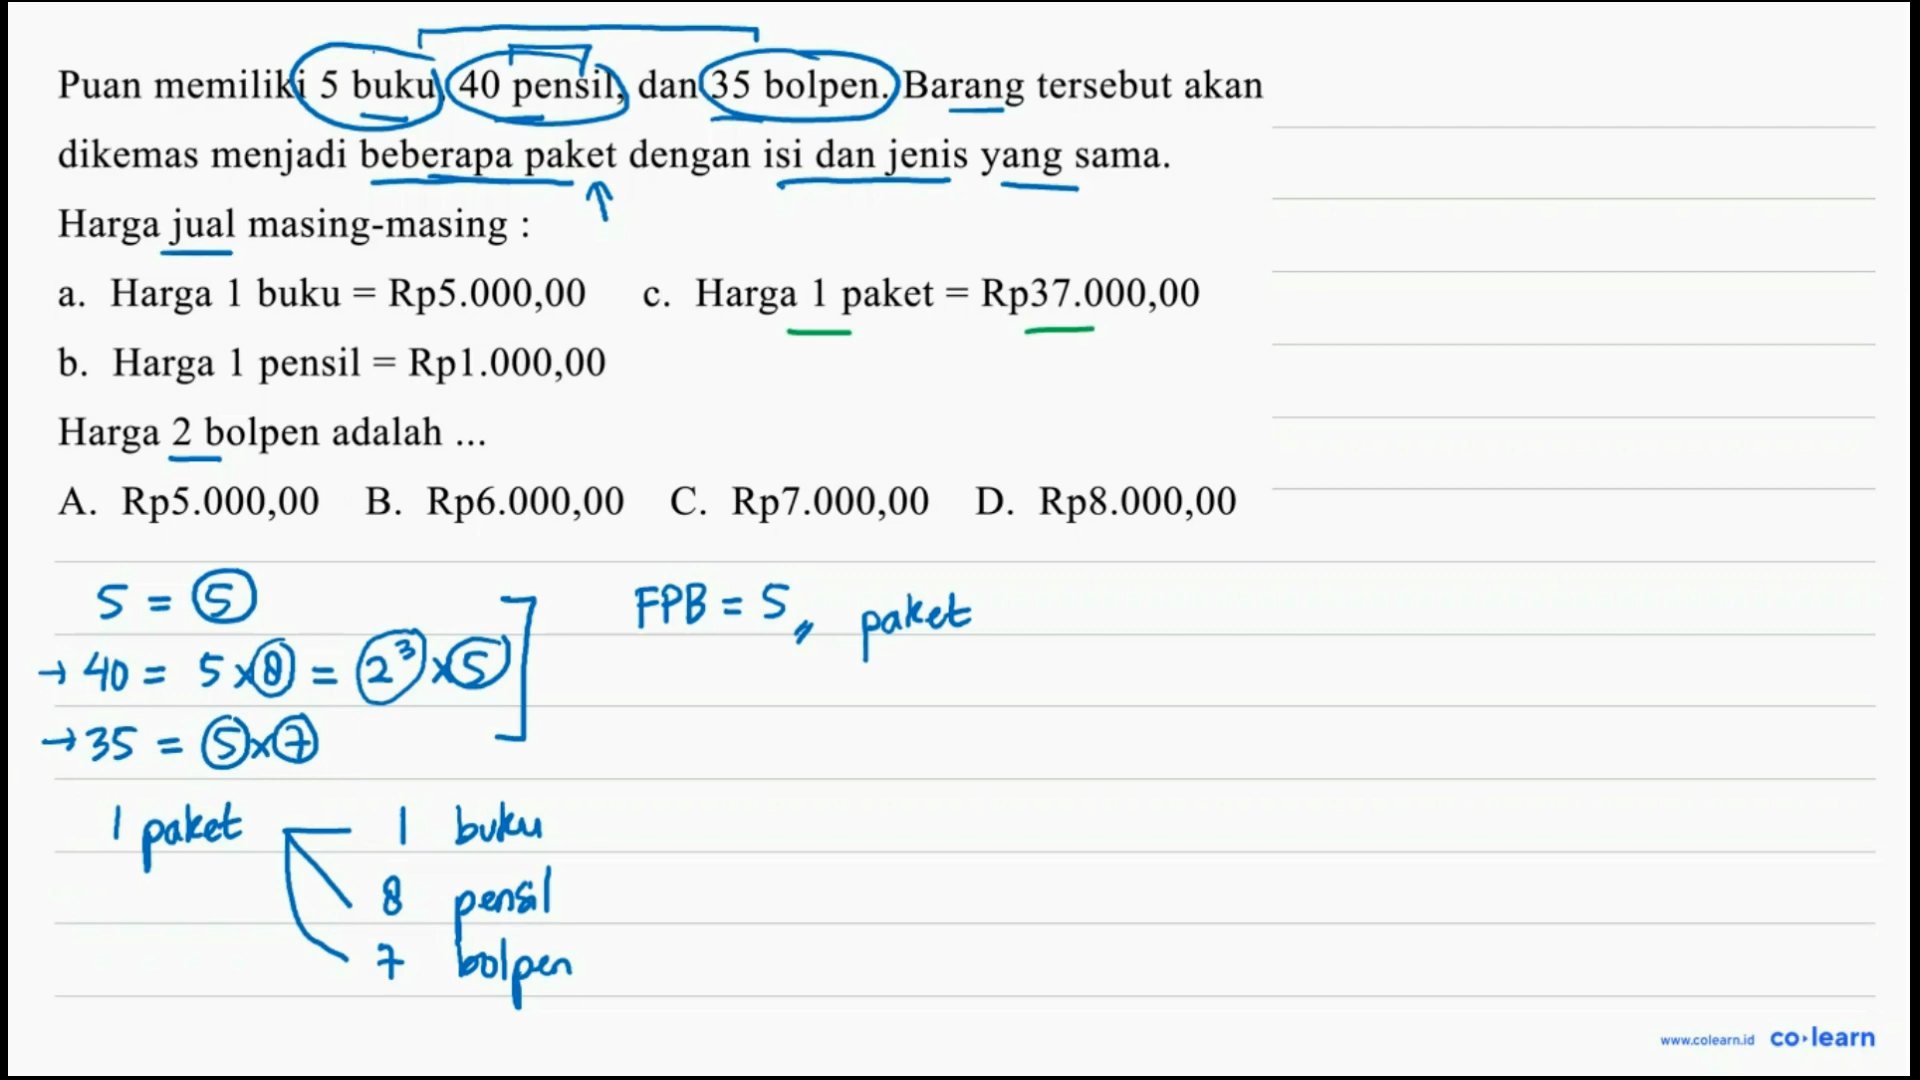 Puan memiliki 5 buku, 40 pensil, dan 35 bolpen. Barang tersebut akan
dikemas menjadi beberapa paket dengan isi dan jenis yang sama.
Harga jual masing-masing :
a. Harga 1 buku = Rp5.000,00 c. Harga 1 paket = Rp37.000,00
b. Harga 1 pensil = Rp1.000,00
Harga 2 bolpen adalah ...
A. Rp5.000,00 B. Rp6.000,00 C. Rp7.000,00 D. Rp8.000,00
5 = 5 FPB = 5,, paket
→ 40 = 5 x 8 = 2³ x 5
→ 35 = 5 x 7
1 paket 1 buku
8 pensil
7 bolpen
www.colearn.id co·learn